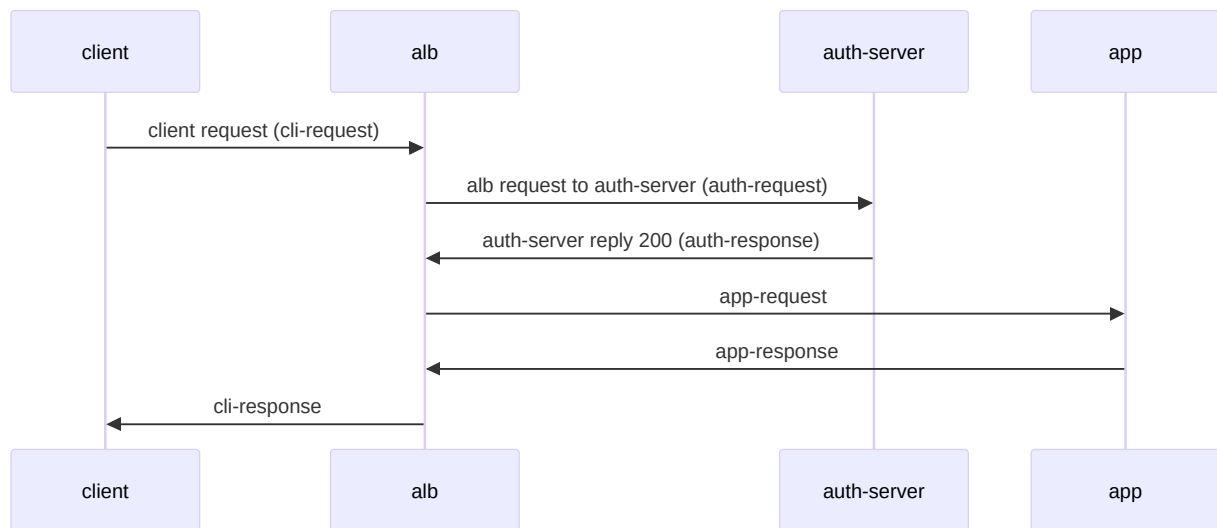 client
alb
auth-server
app
client request (cli-request)
alb request to auth-server (auth-request)
auth-server reply 200 (auth-response)
app-request
app-response
cli-response
client
alb
auth-server
app